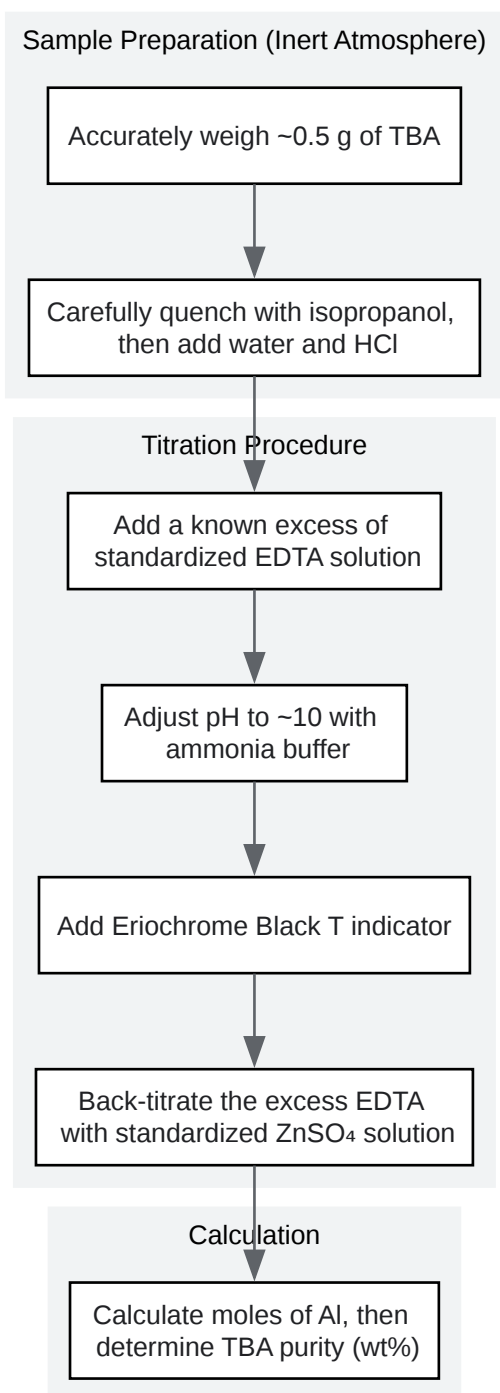 Sample Preparation (Inert Atmosphere)
Accurately weigh ~0.5 g of TBA
Carefully quench with isopropanol,
then add water and HCl
Titration Procedure
Add a known excess of
standardized EDTA solution
Adjust pH to ~10 with
ammonia buffer
Add Eriochrome Black T indicator
Back-titrate the excess EDTA
with standardized ZnSO₄ solution
Calculation
Calculate moles of Al, then
determine TBA purity (wt%)